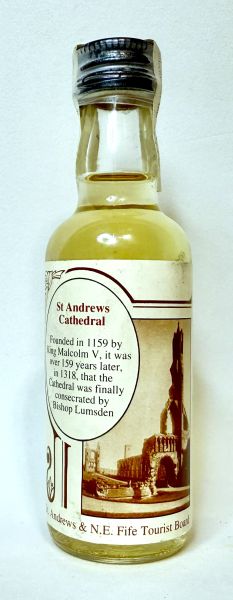 St Andrews
Cathedral
Founded in 1159 by
King Malcolm V, it was
over 159 years later,
in 1318, that the
Cathedral was finally
consecrated by
Bishop Lumsden
Andrews & N.E. Fife Tourist Board